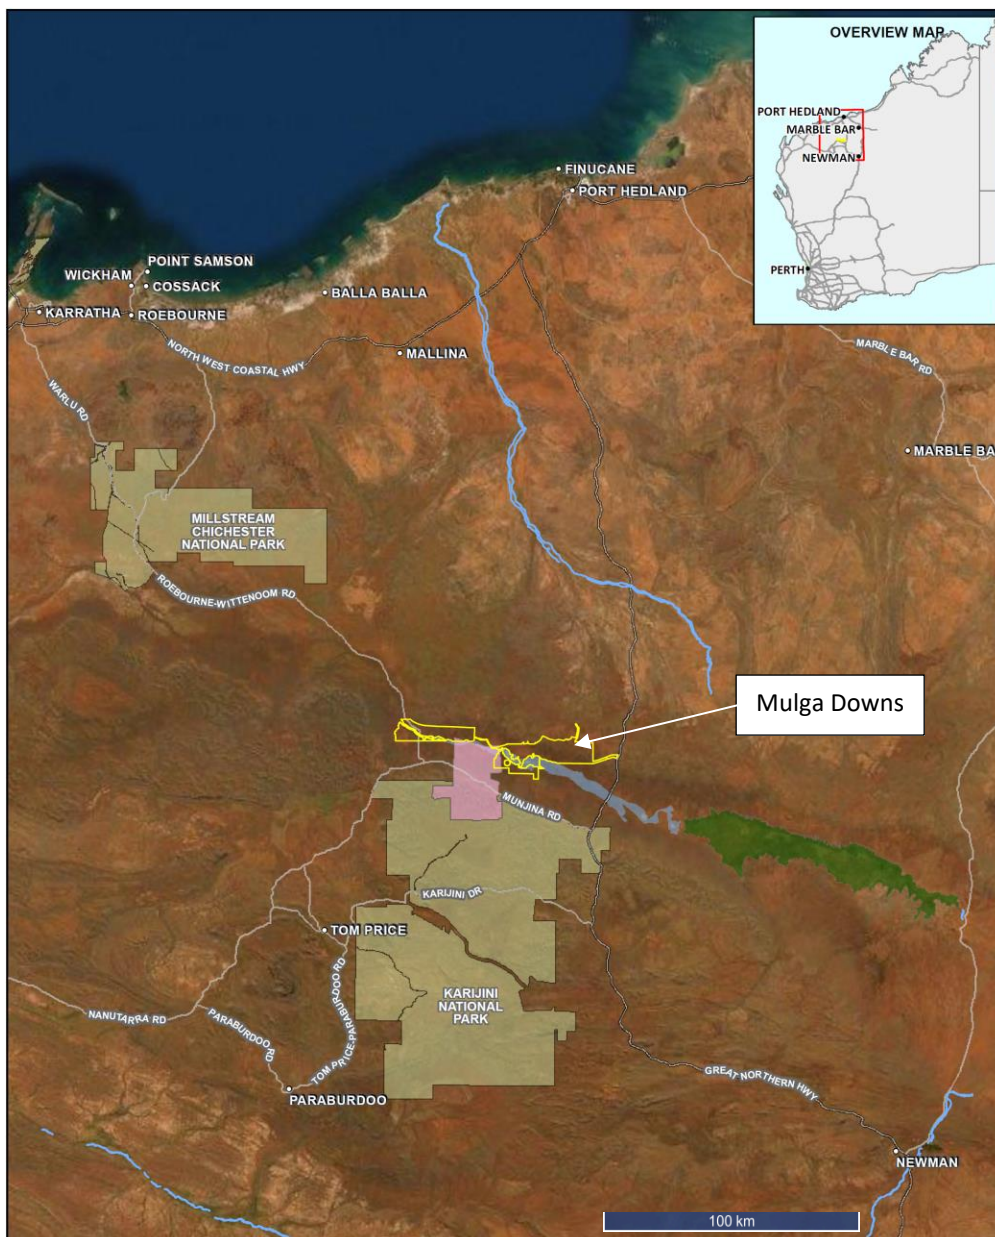 OVERVIEW MAP
PORT HEDLAND
MARBLE BAR
NEWMAN
PERTH
FINUCANE
PORT HEDLAND
POINT SAMSON
WICKHAM
COSSACK
BALLA BALLA
KARRATHA
ROEBOURNE
NORTH WEST COASTAL HWY
MALLINA
MARBLE BAR RD
WARLU RD
MARBLE BA
MILLSTREAM
CHICHESTER
NATIONAL PARK
ROEBOURNE-WITTENOOM RD
Mulga Downs
MUNJINA RD
KARIJINI DR
TOM PRICE
KARIJINI
NATIONAL
PARK
NANUTARRA RD
PARABURDOO RD
TOM PRICE-PARABURDOO RD
GREAT NORTHERN HWY
PARABURDOO
NEWMAN
100 km